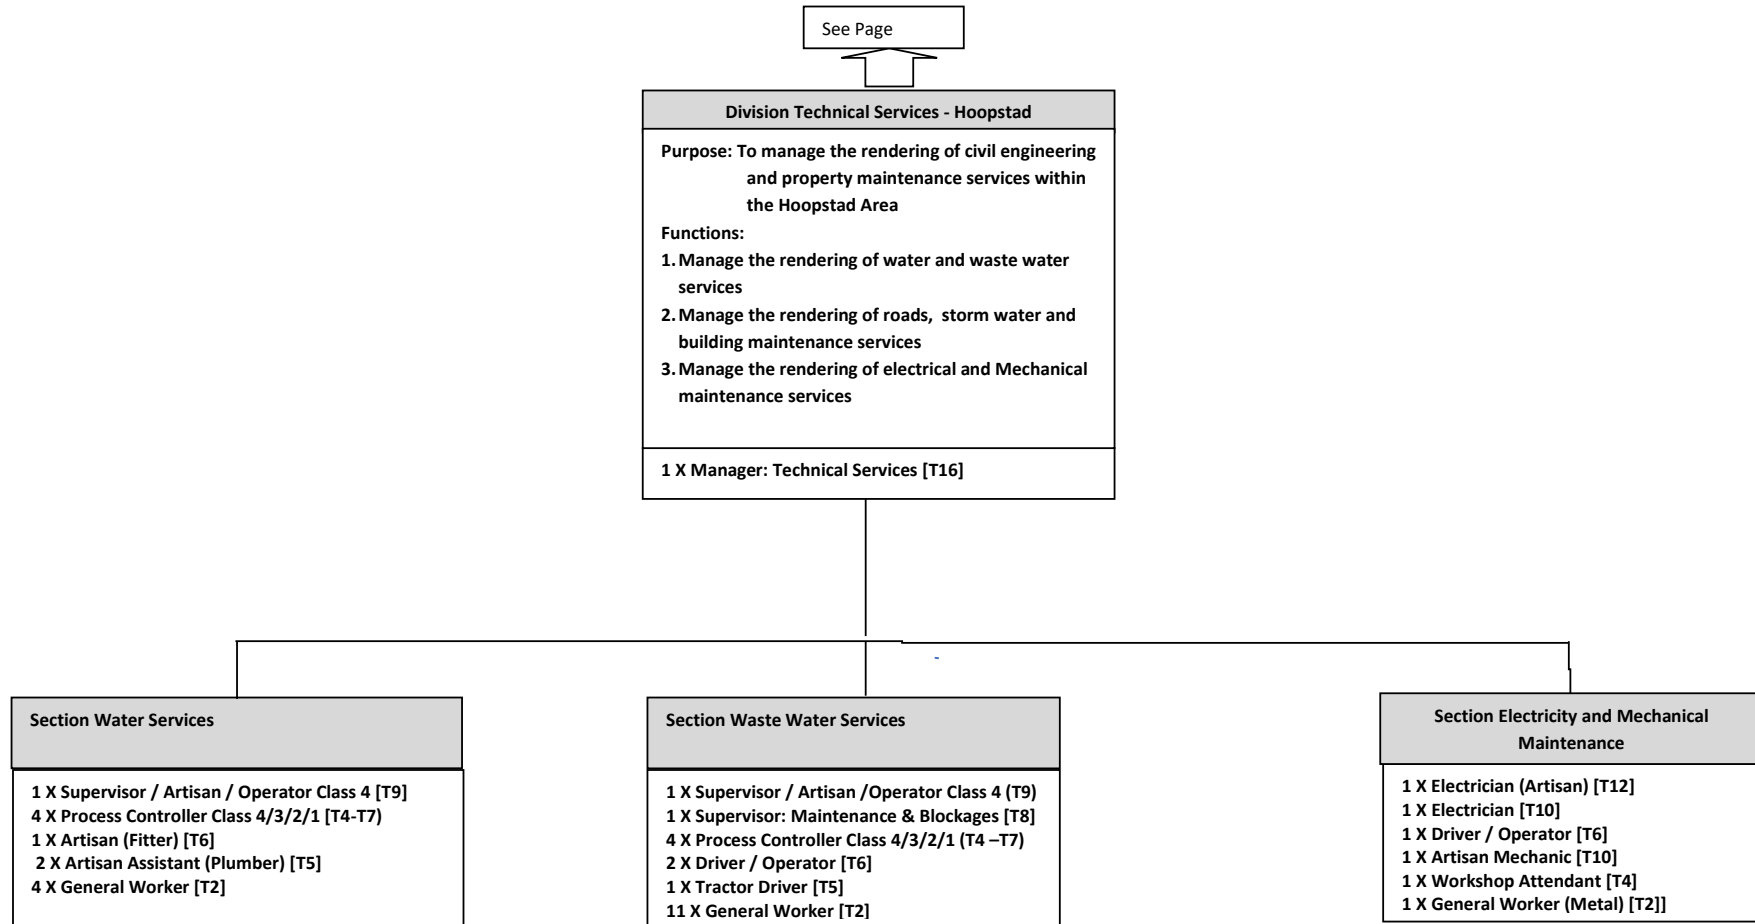 See Page
Division Technical Services - Hoopstad
Purpose: To manage the rendering of civil engineering
and property maintenance services within
the Hoopstad Area
Functions:
1. Manage the rendering of water and waste water
services
2. Manage the rendering of roads,  storm water and
building maintenance services
3. Manage the rendering of electrical and Mechanical
maintenance services
1 X Manager: Technical Services [T16]
-
Section Water Services
1 X Supervisor / Artisan / Operator Class 4 [T9]
4 X Process Controller Class 4/3/2/1 [T4-T7)
1 X Artisan (Fitter) [T6]
2 X Artisan Assistant (Plumber) [T5]
4 X General Worker [T2]
Section Waste Water Services
1 X Supervisor / Artisan /Operator Class 4 (T9)
1 X Supervisor: Maintenance & Blockages [T8]
4 X Process Controller Class 4/3/2/1 (T4 –T7)
2 X Driver / Operator [T6]
1 X Tractor Driver [T5]
11 X General Worker [T2]
Section Electricity and Mechanical
Maintenance
1 X Electrician (Artisan) [T12]
1 X Electrician [T10]
1 X Driver / Operator [T6]
1 X Artisan Mechanic [T10]
1 X Workshop Attendant [T4]
1 X General Worker (Metal) [T2]]